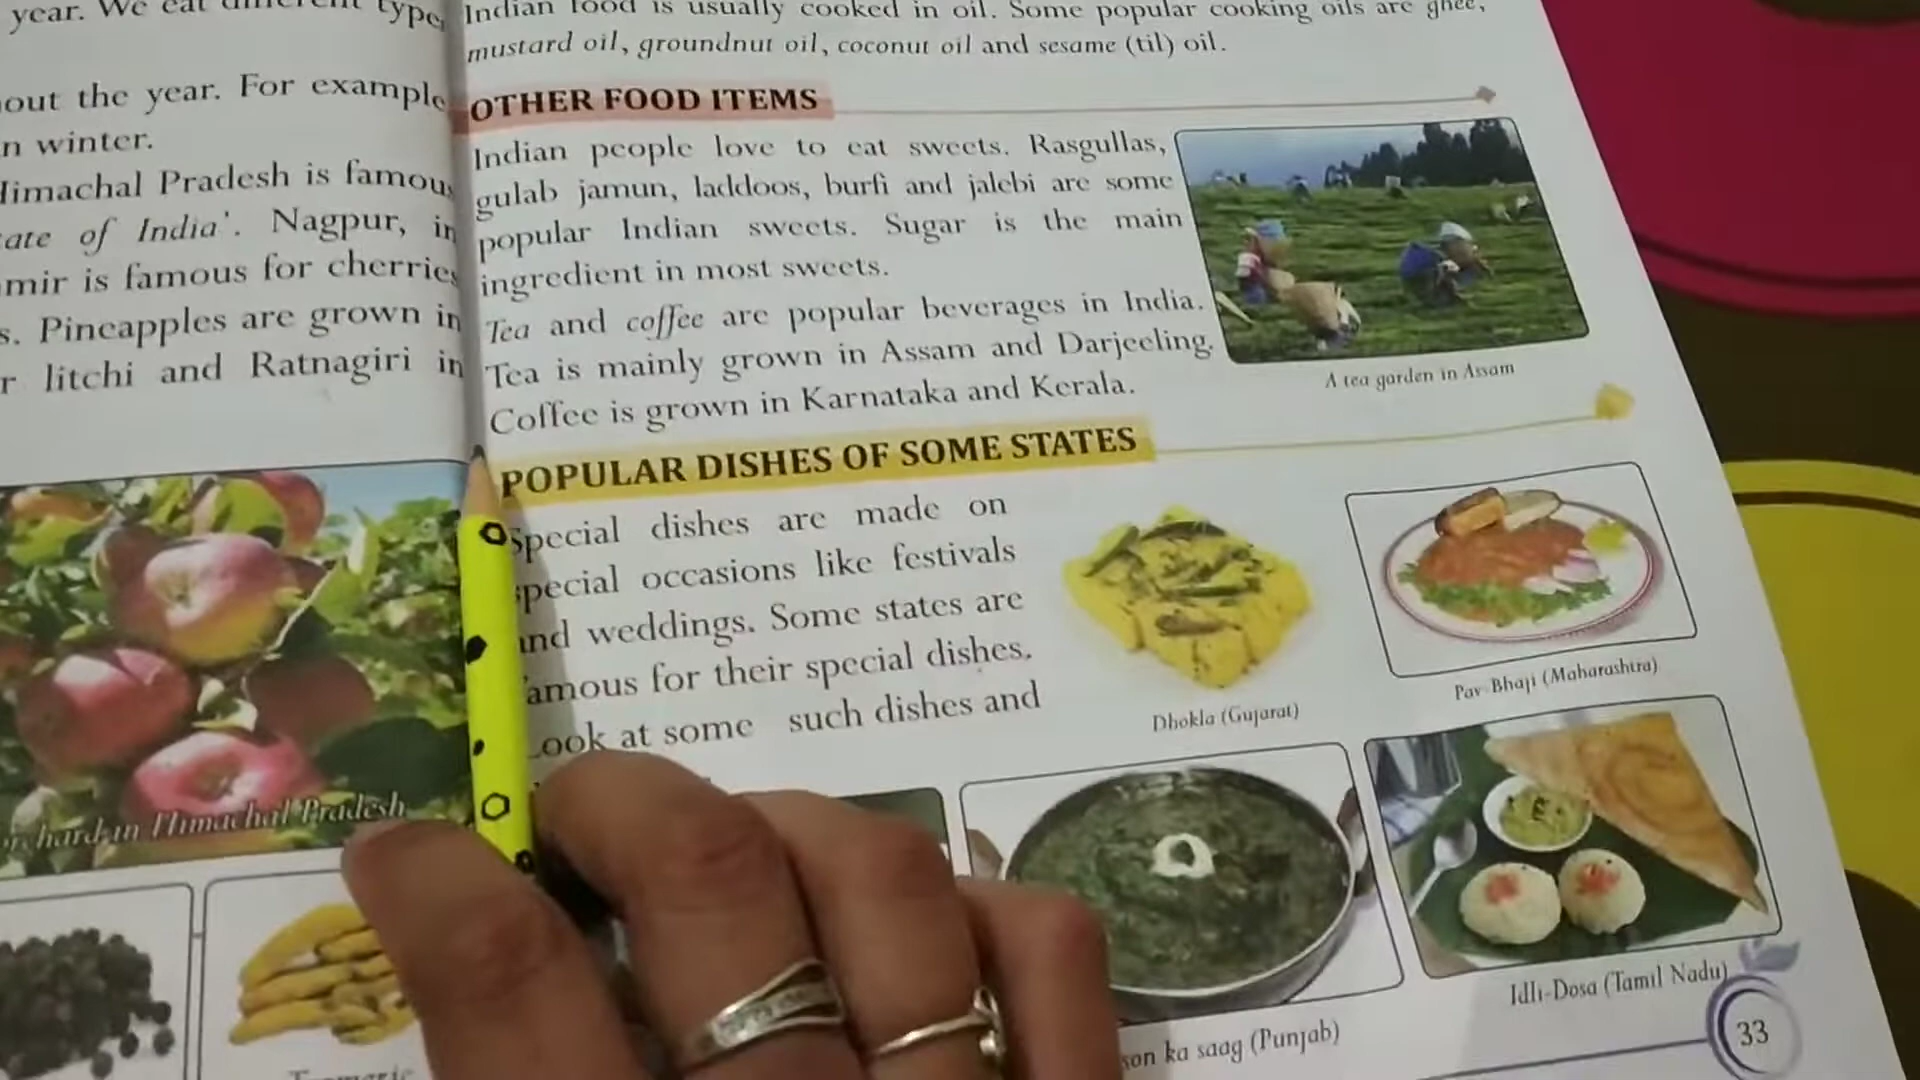 year. We eat different type
out the year. For example
n winter.
Himachal Pradesh is famous
ate of India'. Nagpur, in
mir is famous for cherries
s. Pineapples are grown in
r litchi and Ratnagiri in
rchard in Himachal Pradesh
Indian food is usually cooked in oil. Some popular cooking oils are ghee,
mustard oil, groundnut oil, coconut oil and sesame (til) oil.
OTHER FOOD ITEMS
Indian people love to eat sweets. Rasgullas,
gulab jamun, laddoos, burfi and jalebi are some
popular Indian sweets. Sugar is the main
ingredient in most sweets.
Tea and coffee are popular beverages in India.
Tea is mainly grown in Assam and Darjeeling.
Coffee is grown in Karnataka and Kerala.
A tea garden in Assam
POPULAR DISHES OF SOME STATES
Special dishes are made on
special occasions like festivals
and weddings. Some states are
famous for their special dishes.
Look at some such dishes and
Dhokla (Gujarat)
Pav-Bhaji (Maharashtra)
son ka saag (Punjab)
Idli-Dosa (Tamil Nadu)
33